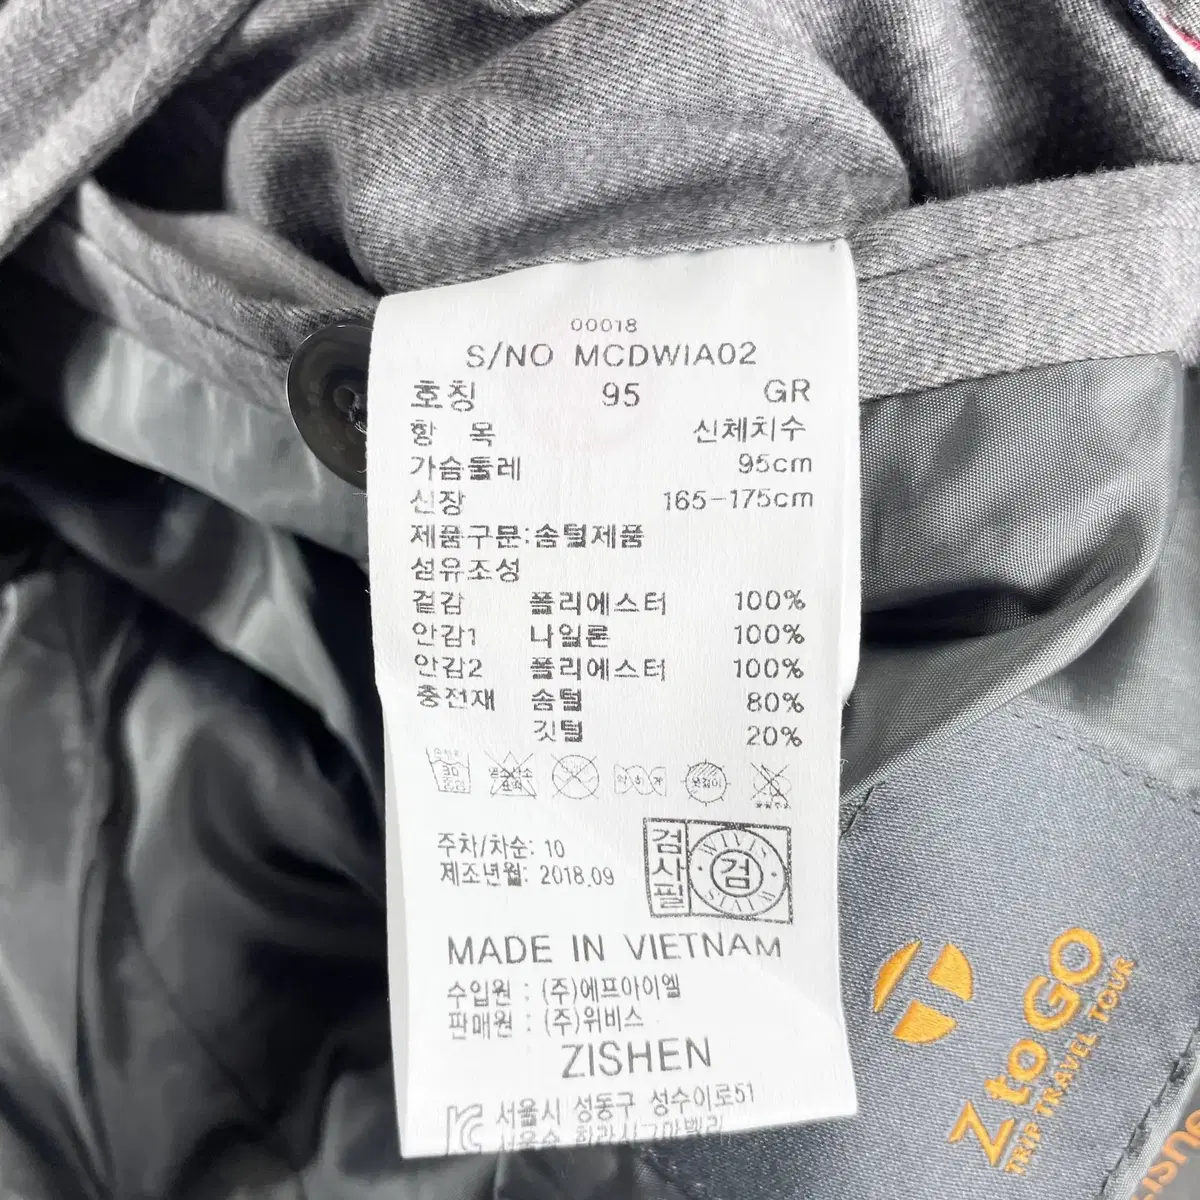 00018
S/NO MCDWIA02
호칭 95 GR
항 목 신체치수
가슴둘레 95cm
신장 165-175cm
제품구문:솜털제품
섬유조성
겉감 폴리에스터 100%
안감1 나일론 100%
안감2 폴리에스터 100%
충전재 솜털 80%
깃털 20%
주차/차순: 10
제조년월: 2018.09
검사필
WIVIS
검
WIVIS
MADE IN VIETNAM
수입원 : (주)에프아이엘
판매원 : (주)위비스
ZISHEN
서울시 성동구 성수이로51
Z to GO
TRIP TRAVEL TOUR